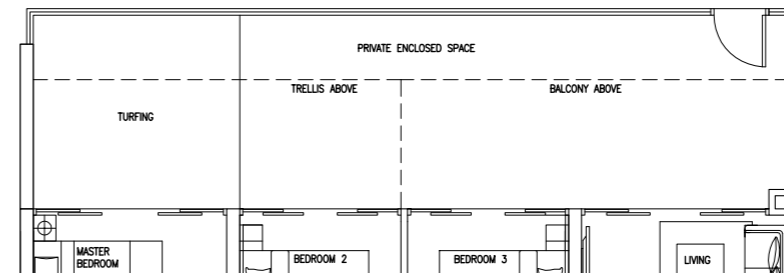 PRIVATE ENCLOSED SPACE
TRELLIS ABOVE
BALCONY ABOVE
TURFING
MASTER
BEDROOM
BEDROOM 2
BEDROOM 3
LIVING